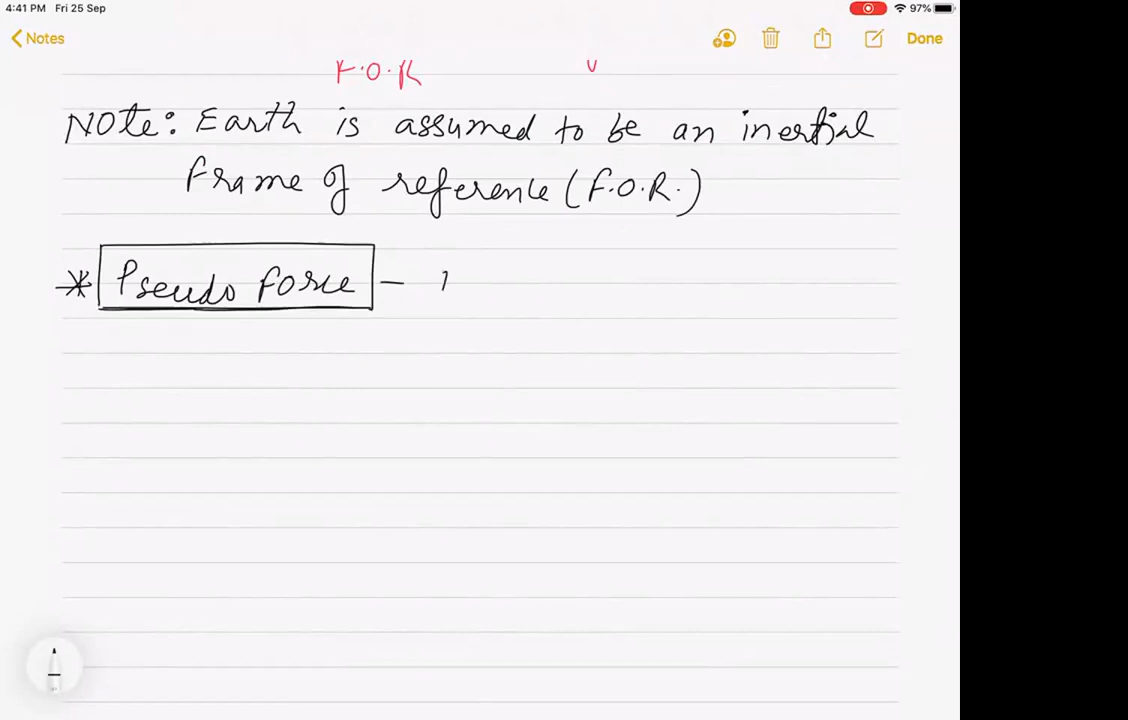 4:41 PM Fri 25 Sep 97%
Notes Done
F.O.R
Note: Earth is assumed to be an inertial
frame of reference (F.O.R.)
* Pseudo force -